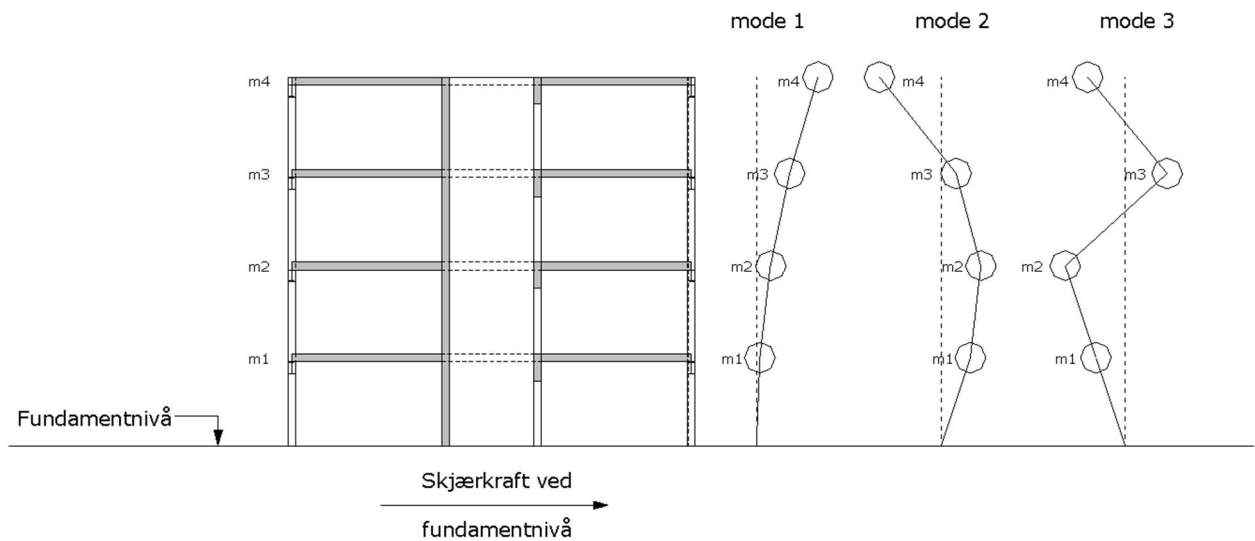 mode 1
mode 2
mode 3
m4
m4
m4
m4
m3
m3
m3
m3
m2
m2
m2
m2
m1
m1
m1
m1
Fundamentnivå
Skjærkraft ved
fundamentnivå